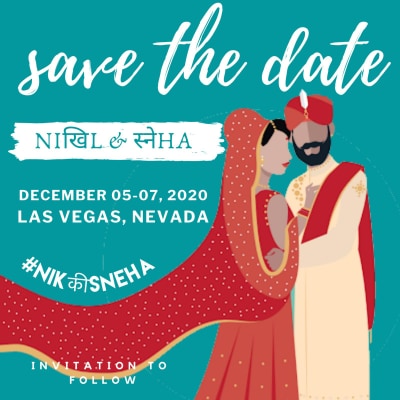 save the date
NIखिL & स्नेHA
DECEMBER 05-07, 2020
LAS VEGAS, NEVADA
#NIKकीSNEHA
INVITATION TO
FOLLOW